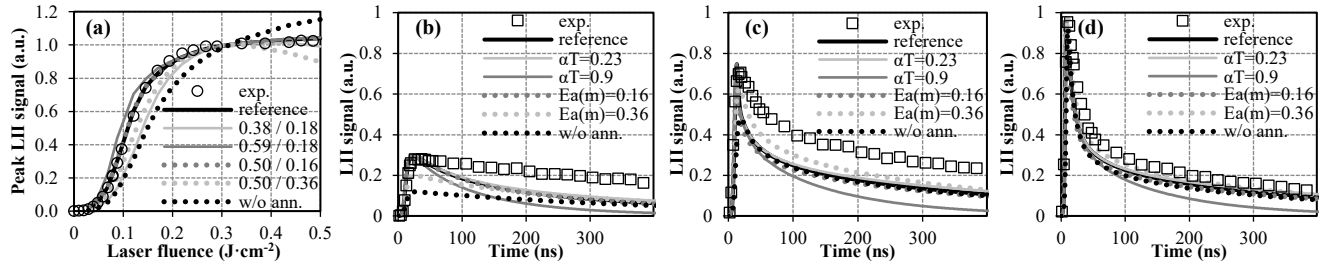 (a)
Peak LII signal (a.u.)
1.2
1.0
0.8
0.6
0.4
0.2
0.0
exp.
reference
0.38 / 0.18
0.59 / 0.18
0.50 / 0.16
0.50 / 0.36
w/o ann.
0 0.1 0.2 0.3 0.4 0.5
Laser fluence (J·cm-2)
(b)
LII signal (a.u.)
1
0.8
0.6
0.4
0.2
0
exp.
reference
αT=0.23
αT=0.9
Ea(m)=0.16
Ea(m)=0.36
w/o ann.
0 100 200 300
Time (ns)
(c)
LII signal (a.u.)
1
0.8
0.6
0.4
0.2
0
exp.
reference
αT=0.23
αT=0.9
Ea(m)=0.16
Ea(m)=0.36
w/o ann.
0 100 200 300
Time (ns)
(d)
LII signal (a.u.)
1
0.8
0.6
0.4
0.2
0
exp.
reference
αT=0.23
αT=0.9
Ea(m)=0.16
Ea(m)=0.36
w/o ann.
0 100 200 300
Time (ns)